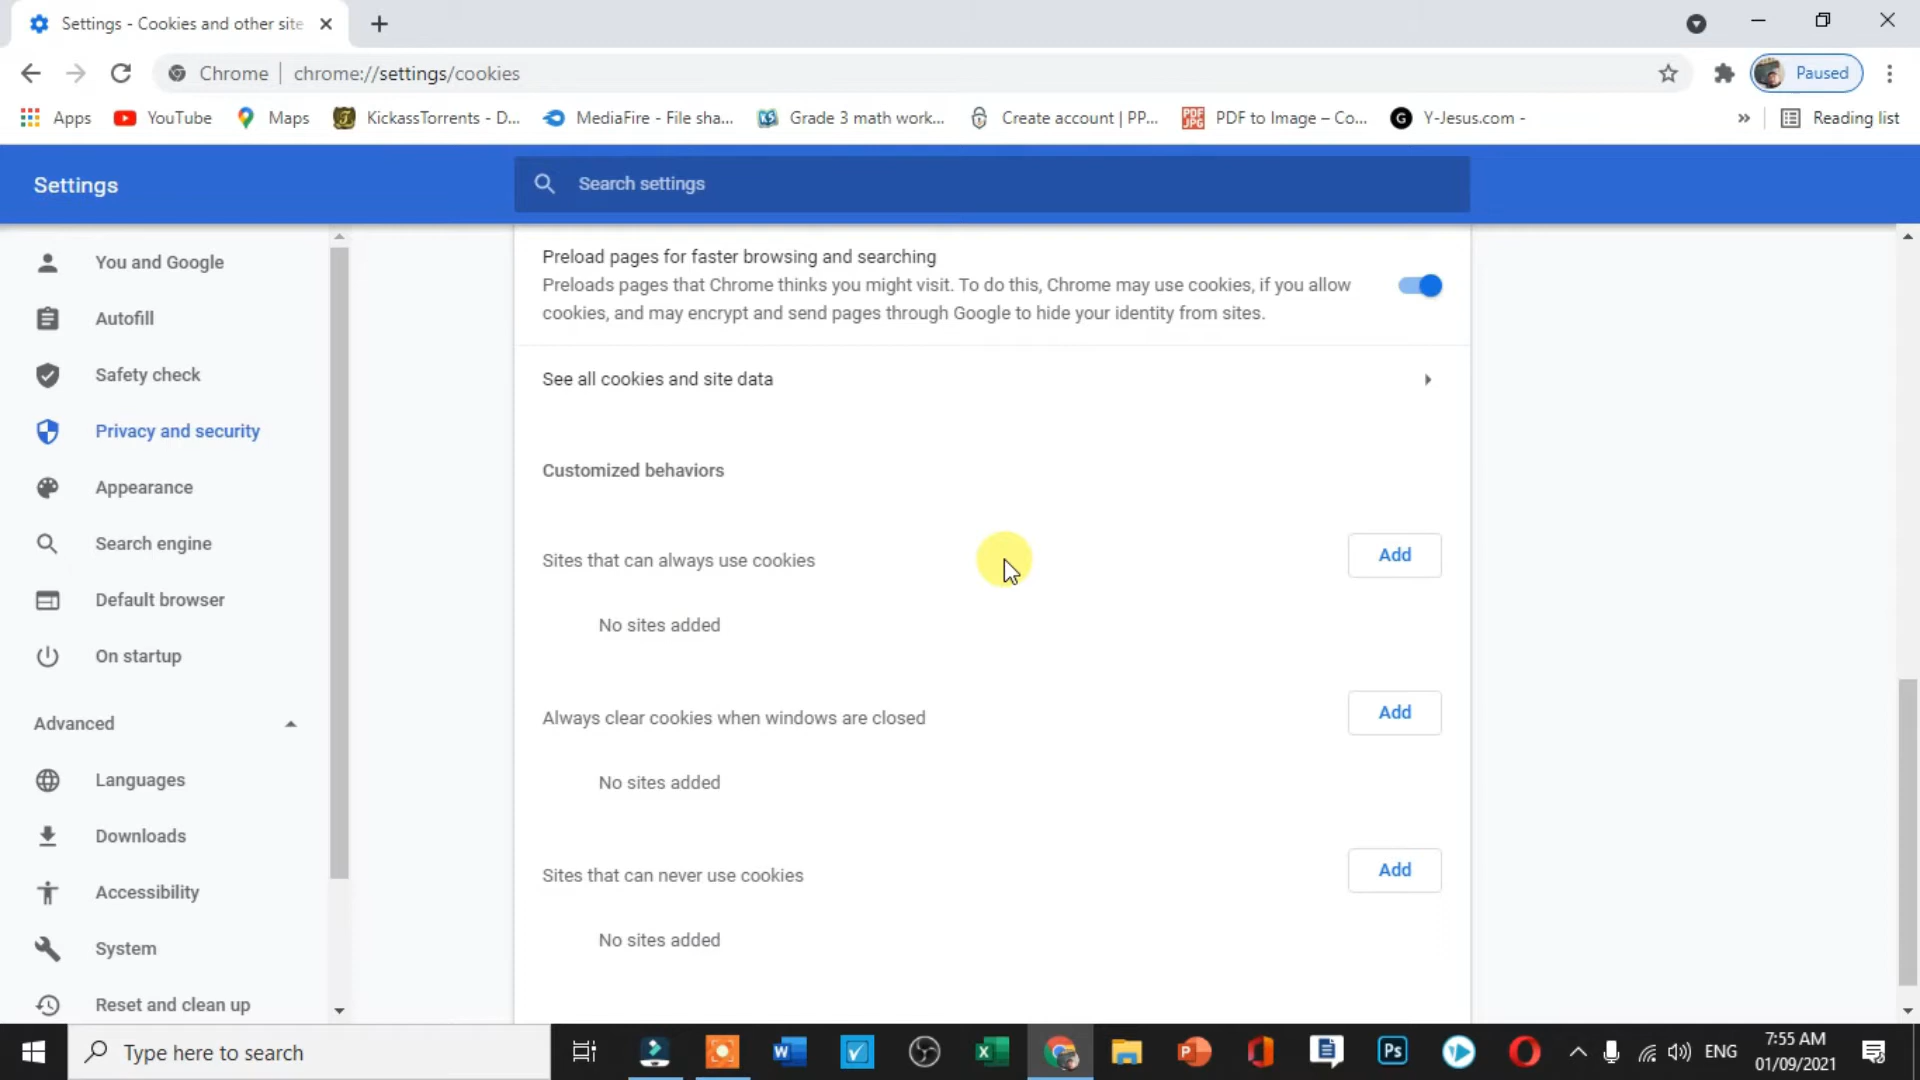 Settings - Cookies and other site
Chrome
chrome://settings/cookies
Paused
Apps
YouTube
Maps
KickassTorrents - D...
MediaFire - File sha...
Grade 3 math work...
Create account | PP...
PDF to Image – Co...
Y-Jesus.com -
»
Reading list
Settings
Search settings
You and Google
Autofill
Safety check
Privacy and security
Appearance
Search engine
Default browser
On startup
Advanced
Languages
Downloads
Accessibility
System
Reset and clean up
Preload pages for faster browsing and searching
Preloads pages that Chrome thinks you might visit. To do this, Chrome may use cookies, if you allow
cookies, and may encrypt and send pages through Google to hide your identity from sites.
See all cookies and site data
Customized behaviors
Sites that can always use cookies
Add
No sites added
Always clear cookies when windows are closed
Add
No sites added
Sites that can never use cookies
Add
No sites added
Type here to search
ENG
7:55 AM
01/09/2021